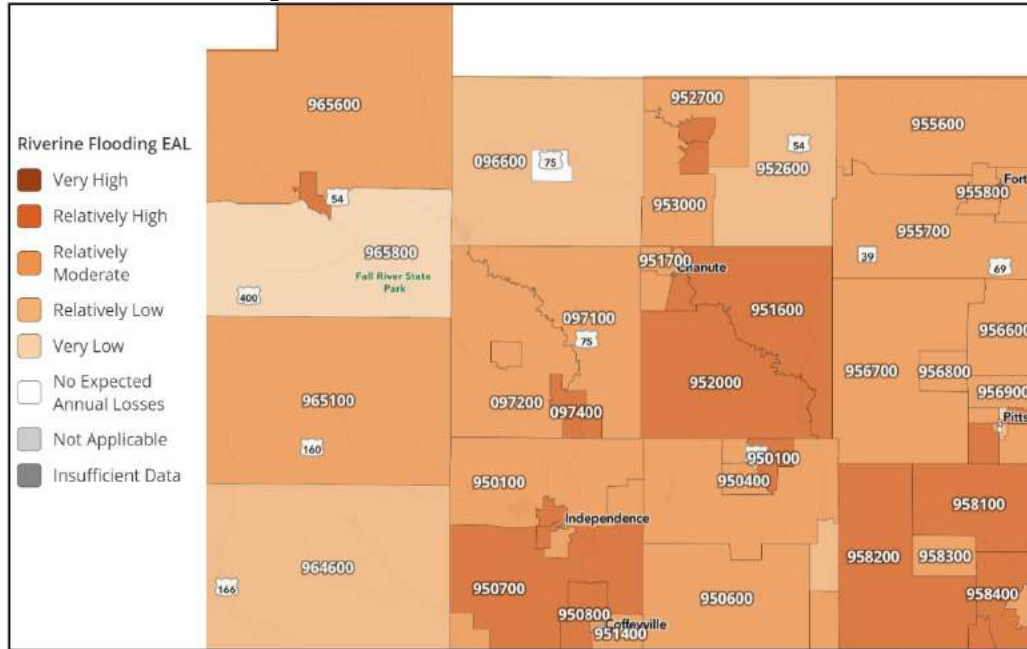 Riverine Flooding EAL
Very High
Relatively High
Relatively
Moderate
Relatively Low
Very Low
No Expected
Annual Losses
Not Applicable
Insufficient Data
965600
54
965800
Fall River State
Park
400
965100
160
964600
166
096600
75
952700
54
952600
953000
955600
Fort
955800
955700
39
69
951700
Chanute
951600
097100
75
952000
097200
097400
956600
956700
956800
956900
Pitts
950100
950400
950100
Independence
958100
958200
958300
950700
950800
950600
958400
Coffeyville
951400